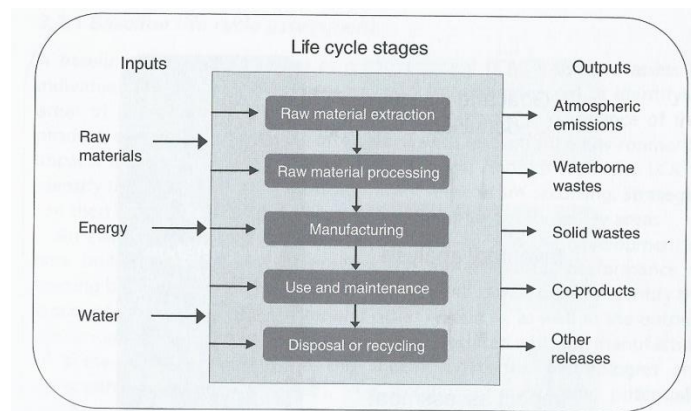 Life cycle stages
Inputs
Outputs
Raw
materials
Energy
Water
Raw material extraction
Raw material processing
Manufacturing
Use and maintenance
Disposal or recycling
Atmospheric
emissions
Waterborne
wastes
Solid wastes
Co-products
Other
releases